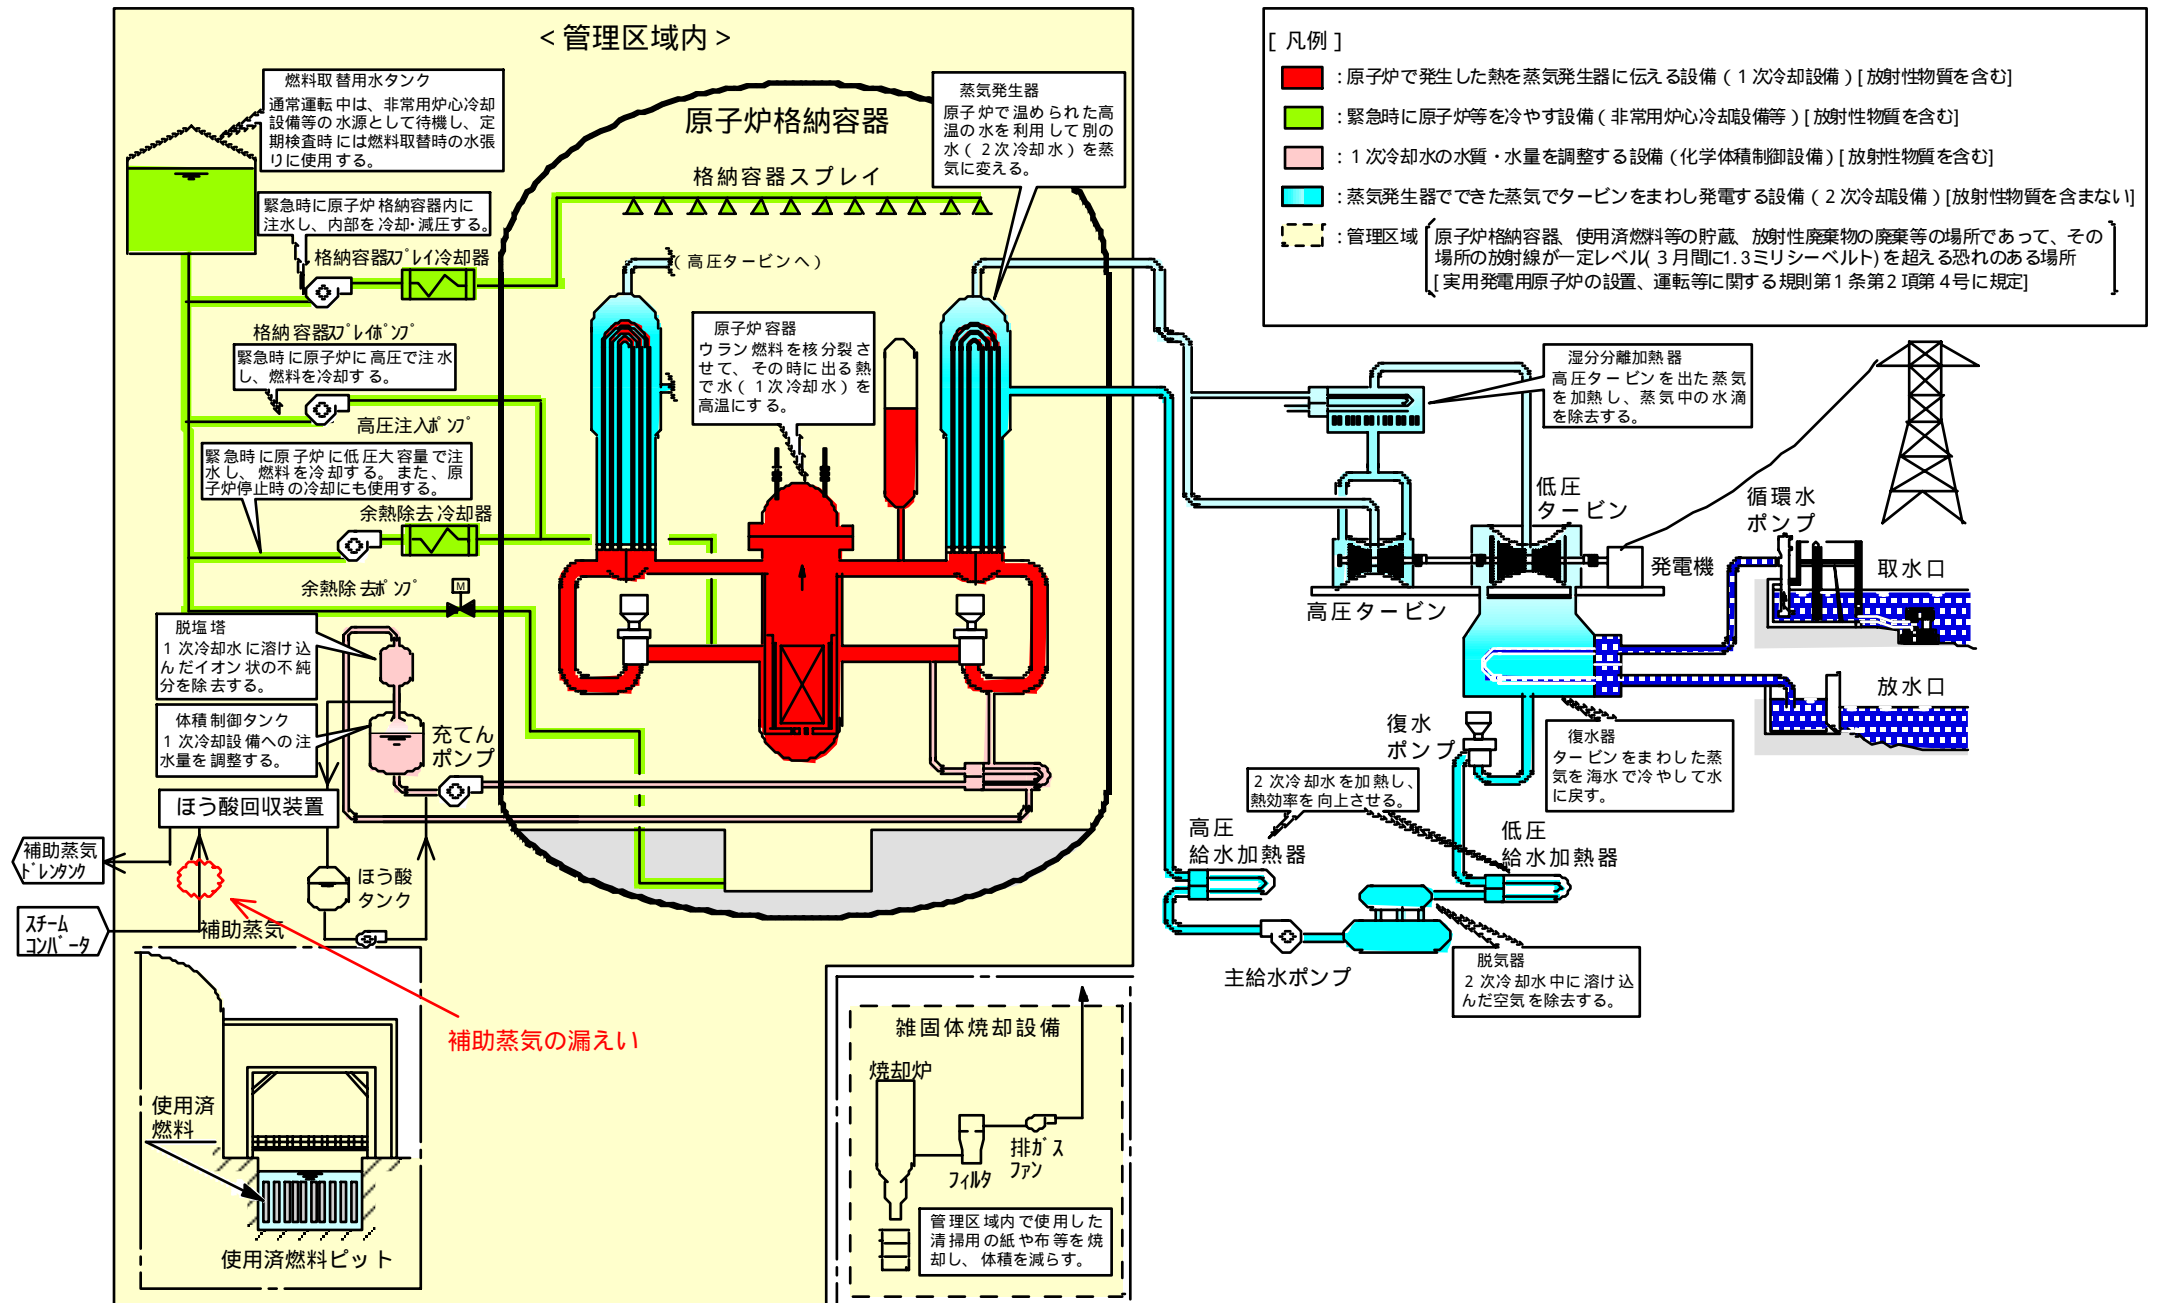 ＜管理区域内＞
燃料取替用水タンク
通常運転中は、非常用炉心冷却
設備等の水源として待機し、定
期検査時には燃料取替時の水張
りに使用する。
緊急時に原子炉格納容器内に
注水し、内部を冷却・減圧する。
格納容器ｽﾌﾟﾚｲ冷却器
格納容器ｽﾌﾟﾚｲﾎﾟﾝﾌﾟ
緊急時に原子炉に高圧で注水
し、燃料を冷却する。
高圧注入ﾎﾟﾝﾌﾟ
緊急時に原子炉に低圧大容量で注
水し、燃料を冷却する。また、原
子炉停止時の冷却にも使用する。
余熱除去冷却器
余熱除去ﾎﾟﾝﾌﾟ
M
脱塩塔
１次冷却水に溶け込
んだイオン状の不純
分を除去する。
体積制御タンク
１次冷却設備への注
水量を調整する。
充てん
ポンプ
ほう酸回収装置
補助蒸気
ﾄﾞﾚﾝﾀﾝｸ
ｽﾁｰﾑ
ｺﾝﾊﾞｰﾀ
補助蒸気
ほう酸
タンク
補助蒸気の漏えい
使用済
燃料
使用済燃料ピット
原子炉格納容器
格納容器スプレイ
（高圧タービンへ）
蒸気発生器
原子炉で温められた高
温の水を利用して別の
水（２次冷却水）を蒸
気に変える。
原子炉容器
ウラン燃料を核分裂さ
せて、その時に出る熱
で水（１次冷却水）を
高温にする。
雑固体焼却設備
焼却炉
ﾌｨﾙﾀ
排ｶﾞｽ
ﾌｧﾝ
管理区域内で使用した
清掃用の紙や布等を焼
却し、体積を減らす。
[凡例]
：原子炉で発生した熱を蒸気発生器に伝える設備（１次冷却設備）[放射性物質を含む]
：緊急時に原子炉等を冷やす設備（非常用炉心冷却設備等）[放射性物質を含む]
：１次冷却水の水質・水量を調整する設備（化学体積制御設備）[放射性物質を含む]
：蒸気発生器でできた蒸気でタービンをまわし発電する設備（２次冷却設備）[放射性物質を含まない]
：管理区域 原子炉格納容器、使用済燃料等の貯蔵、放射性廃棄物の廃棄等の場所であって、その
場所の放射線が一定レベル（３月間に1.3ミリシーベルト)を超える恐れのある場所
[実用発電用原子炉の設置、運転等に関する規則第１条第２項第４号に規定]
湿分分離加熱器
高圧タービンを出た蒸気
を加熱し、蒸気中の水滴
を除去する。
低圧
タービン
高圧タービン
発電機
循環水
ポンプ
取水口
放水口
復水
ポンプ
復水器
タービンをまわした蒸
気を海水で冷やして水
に戻す。
２次冷却水を加熱し、
熱効率を向上させる。
高圧
給水加熱器
低圧
給水加熱器
主給水ポンプ
脱気器
２次冷却水中に溶け込
んだ空気を除去する。